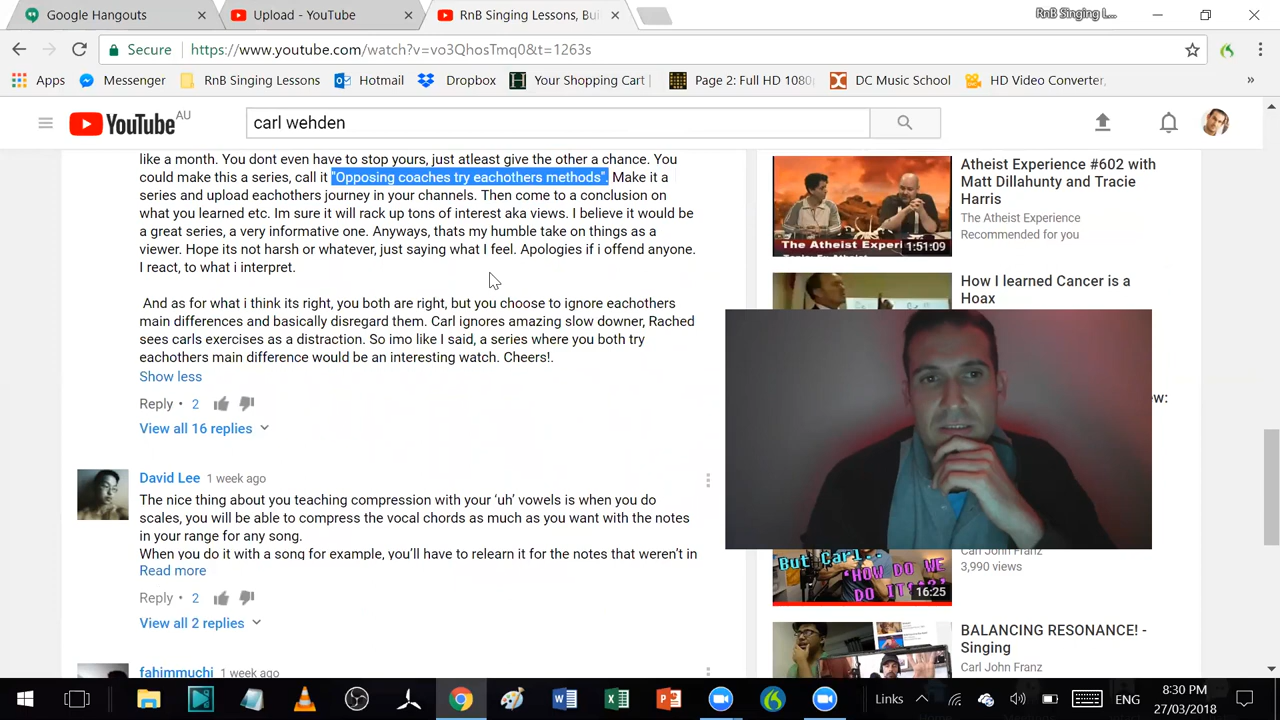 Google Hangouts
Upload - YouTube
RnB Singing Lessons, Bui
RnB Singing L...
Secure
https://www.youtube.com/watch?v=vo3QhosTmq0&t=1263s
Apps
Messenger
RnB Singing Lessons
Hotmail
Dropbox
Your Shopping Cart
Page 2: Full HD 1080p
DC Music School
HD Video Converter,
»
YouTube AU
carl wehden
like a month. You dont even have to stop yours, just atleast give the other a chance. You
could make this a series, call it "Opposing coaches try eachothers methods". Make it a
series and upload eachothers journey in your channels. Then come to a conclusion on
what you learned etc. Im sure it will rack up tons of interest aka views. I believe it would be
a great series, a very informative one. Anyways, thats my humble take on things as a
viewer, Hope its not harsh or whatever, just saying what I feel. Apologies if i offend anyone.
I react, to what i interpret.
And as for what i think its right, you both are right, but you choose to ignore eachothers
main differences and basically disregard them. Carl ignores amazing slow downer, Rached
sees carls exercises as a distraction. So imo like I said, a series where you both try
eachothers main difference would be an interesting watch. Cheers!.
Show less
Reply • 2
View all 16 replies
David Lee 1 week ago
The nice thing about you teaching compression with your ‘uh’ vowels is when you do
scales, you will be able to compress the vocal chords as much as you want with the notes
in your range for any song.
When you do it with a song for example, you’ll have to relearn it for the notes that weren’t in
Read more
Reply • 2
View all 2 replies
fahimmuchi 1 week ago
The Atheist Experi
1:51:09
Atheist Experience #602 with
Matt Dillahunty and Tracie
Harris
The Atheist Experience
Recommended for you
How I learned Cancer is a
Hoax
ew:
But Carl..
"HOW DO WE
DO IT
16:25
Carl John Franz
3,990 views
BALANCING RESONANCE! -
Singing
Carl John Franz
Links
ENG
8:30 PM
27/03/2018